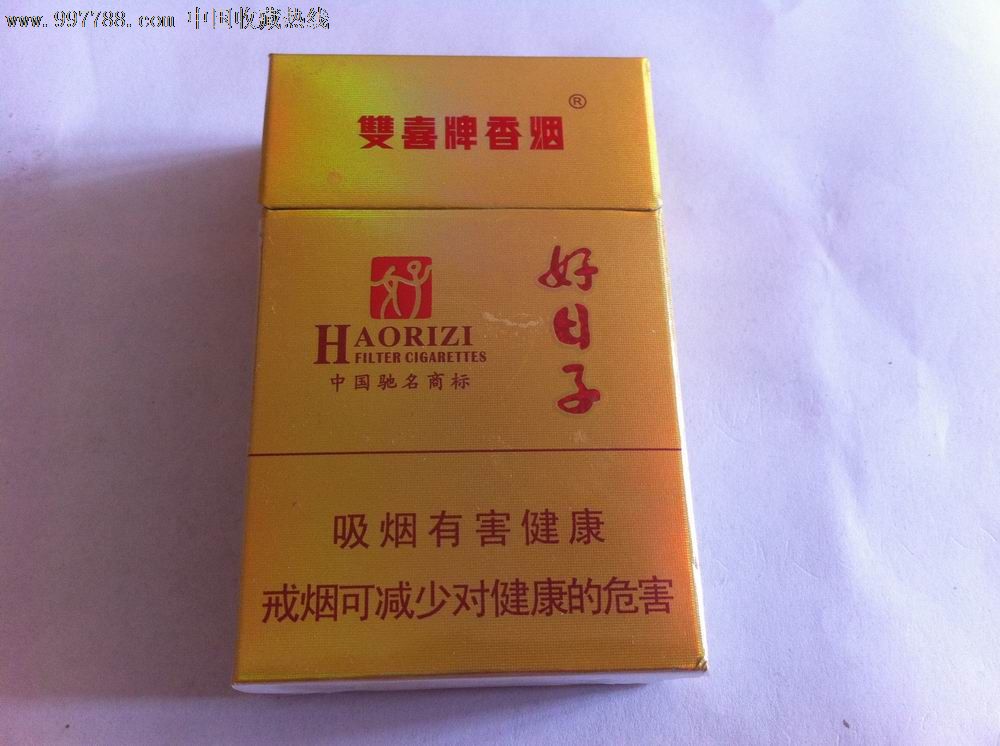 www.997788.com 中国收藏热线
雙喜牌香烟®
好日子
HAORIZI
FILTER CIGARETTES
中国驰名商标
吸烟有害健康
戒烟可减少对健康的危害